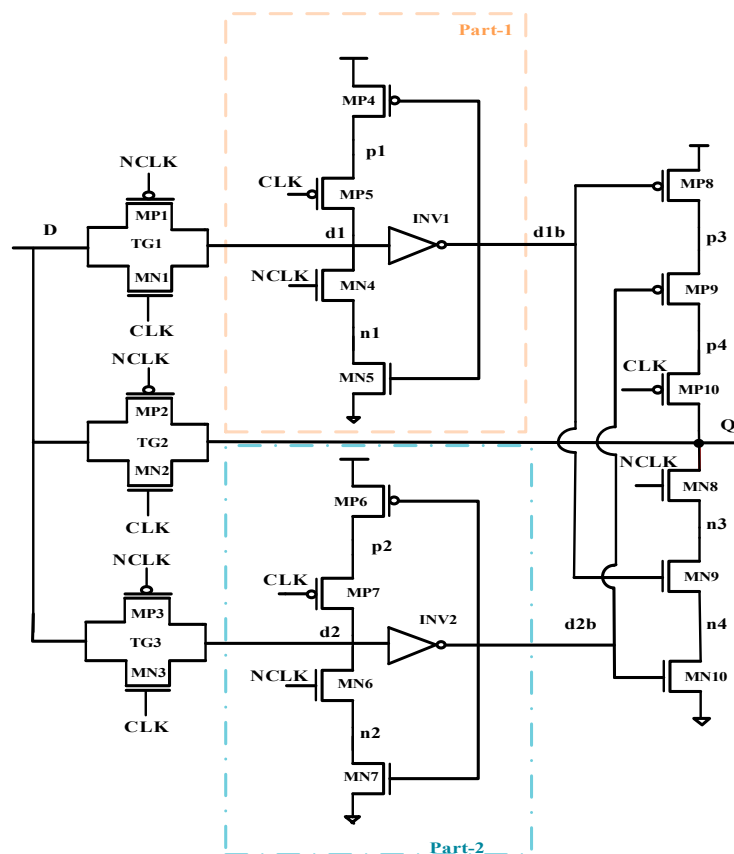 Part-1
MP4
NCLK
p1
CLK
MP5
MP8
MP1
INV1
D
TG1
d1
d1b
p3
NCLK
MN4
MP9
MN1
n1
CLK
p4
NCLK
MN5
CLK
MP10
MP2
TG2
Q
MN2
NCLK
MN8
MP6
CLK
n3
p2
NCLK
CLK
MP7
MN9
MP3
INV2
TG3
d2
d2b
n4
MN3
NCLK
MN6
MN10
CLK
n2
MN7
Part-2